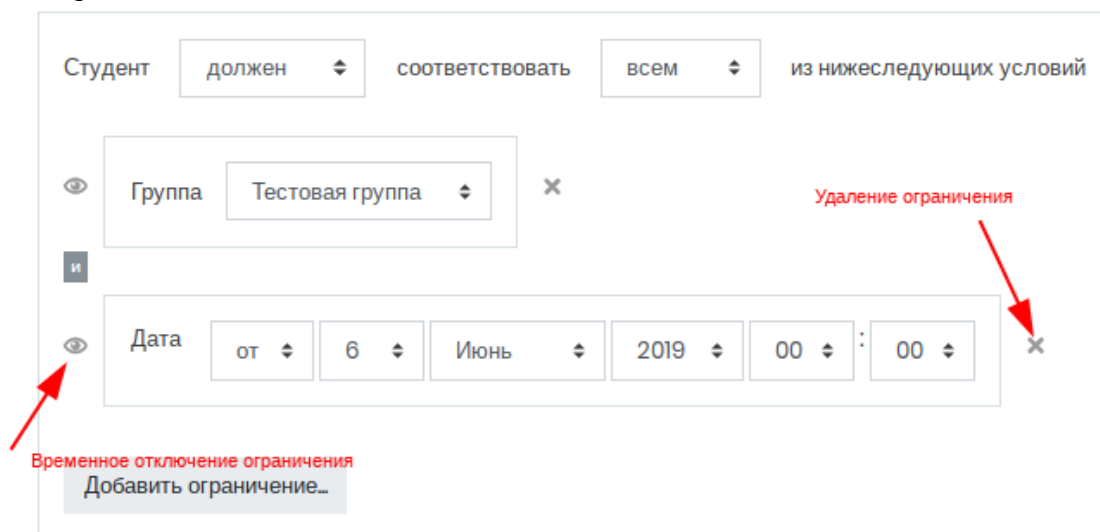 Студент должен соответствовать всем из нижеследующих условий
Группа Тестовая группа
Удаление ограничения
и
Дата от 6 Июнь 2019 00 : 00
Временное отключение ограничения
Добавить ограничение...